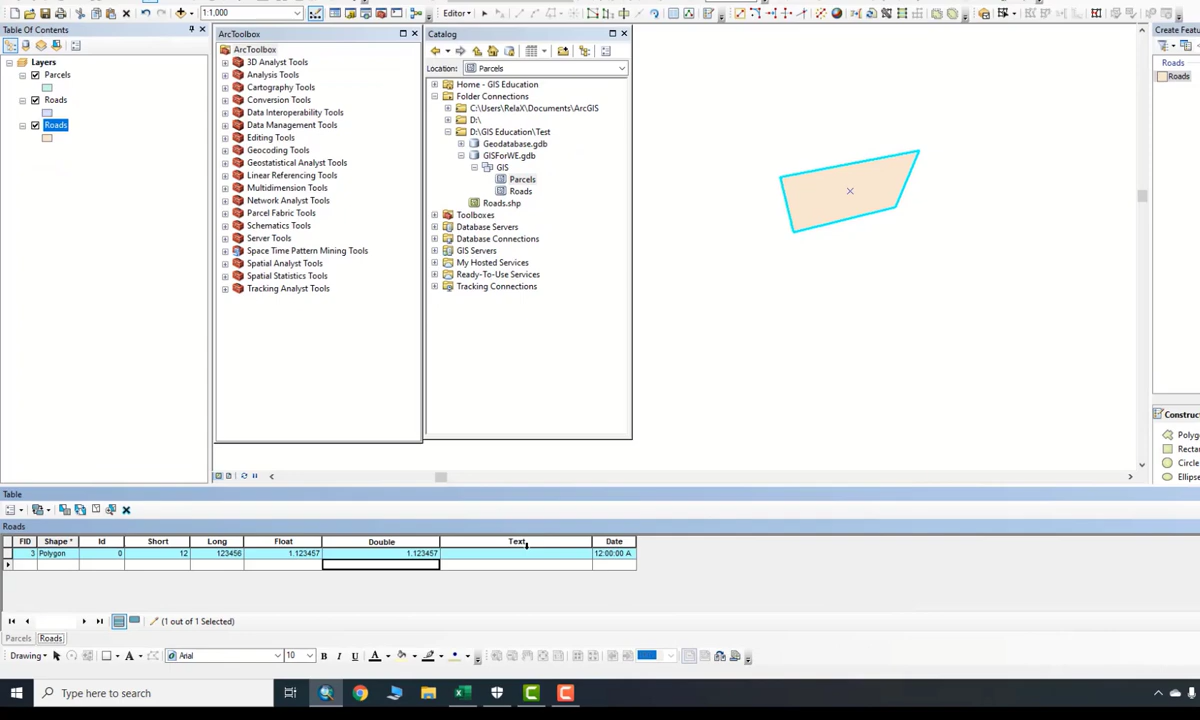 1:1,000
Editor
Table Of Contents
Layers
Parcels
Roads
Roads
ArcToolbox
ArcToolbox
3D Analyst Tools
Analysis Tools
Cartography Tools
Conversion Tools
Data Interoperability Tools
Data Management Tools
Editing Tools
Geocoding Tools
Geostatistical Analyst Tools
Linear Referencing Tools
Multidimension Tools
Network Analyst Tools
Parcel Fabric Tools
Schematics Tools
Server Tools
Space Time Pattern Mining Tools
Spatial Analyst Tools
Spatial Statistics Tools
Tracking Analyst Tools
Catalog
Location: Parcels
Home - GIS Education
Folder Connections
C:\Users\RelaX\Documents\ArcGIS
D:\
D:\GIS Education\Test
Geodatabase.gdb
GISForWE.gdb
GIS
Parcels
Roads
Roads.shp
Toolboxes
Database Servers
Database Connections
GIS Servers
My Hosted Services
Ready-To-Use Services
Tracking Connections
Create Featu
Roads
Roads
Construc
Polyg
Recta
Circle
Ellips
Table
Roads
FID Shape * Id Short Long Float Double Text Date
3 Polygon 0 12 123456 1.123457 1.123457 12:00:00 A
(1 out of 1 Selected)
Parcels Roads
Drawing Arial 10 B I U A
Type here to search